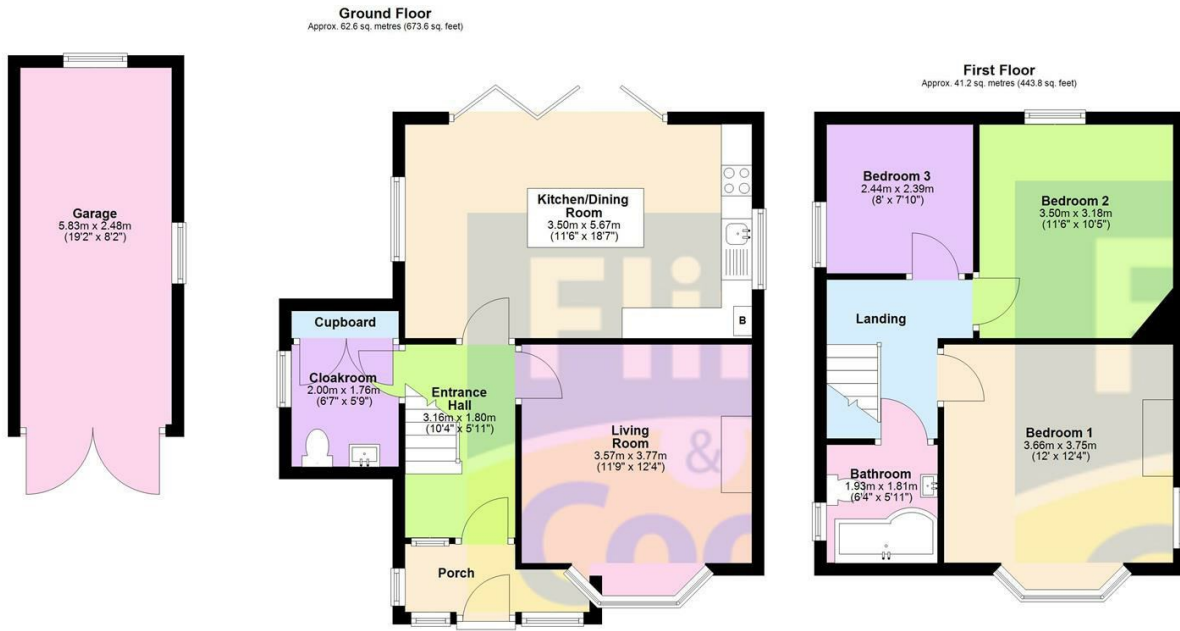 Ground Floor
Approx. 62.6 sq. metres (673.6 sq. feet)
First Floor
Approx. 41.2 sq. metres (443.8 sq. feet)
Garage
5.83m x 2.48m
(19'2" x 8'2")
Kitchen/Dining
Room
3.50m x 5.67m
(11'6" x 18'7")
B
Cupboard
Cloakroom
2.00m x 1.76m
(6'7" x 5'9")
Entrance
Hall
3.16m x 1.80m
(10'4" x 5'11")
Living
Room
3.57m x 3.77m
(11'9" x 12'4")
Porch
Bedroom 3
2.44m x 2.39m
(8' x 7'10")
Bedroom 2
3.50m x 3.18m
(11'6" x 10'5")
Landing
Bedroom 1
3.66m x 3.75m
(12' x 12'4")
Bathroom
1.93m x 1.81m
(6'4" x 5'11")
&